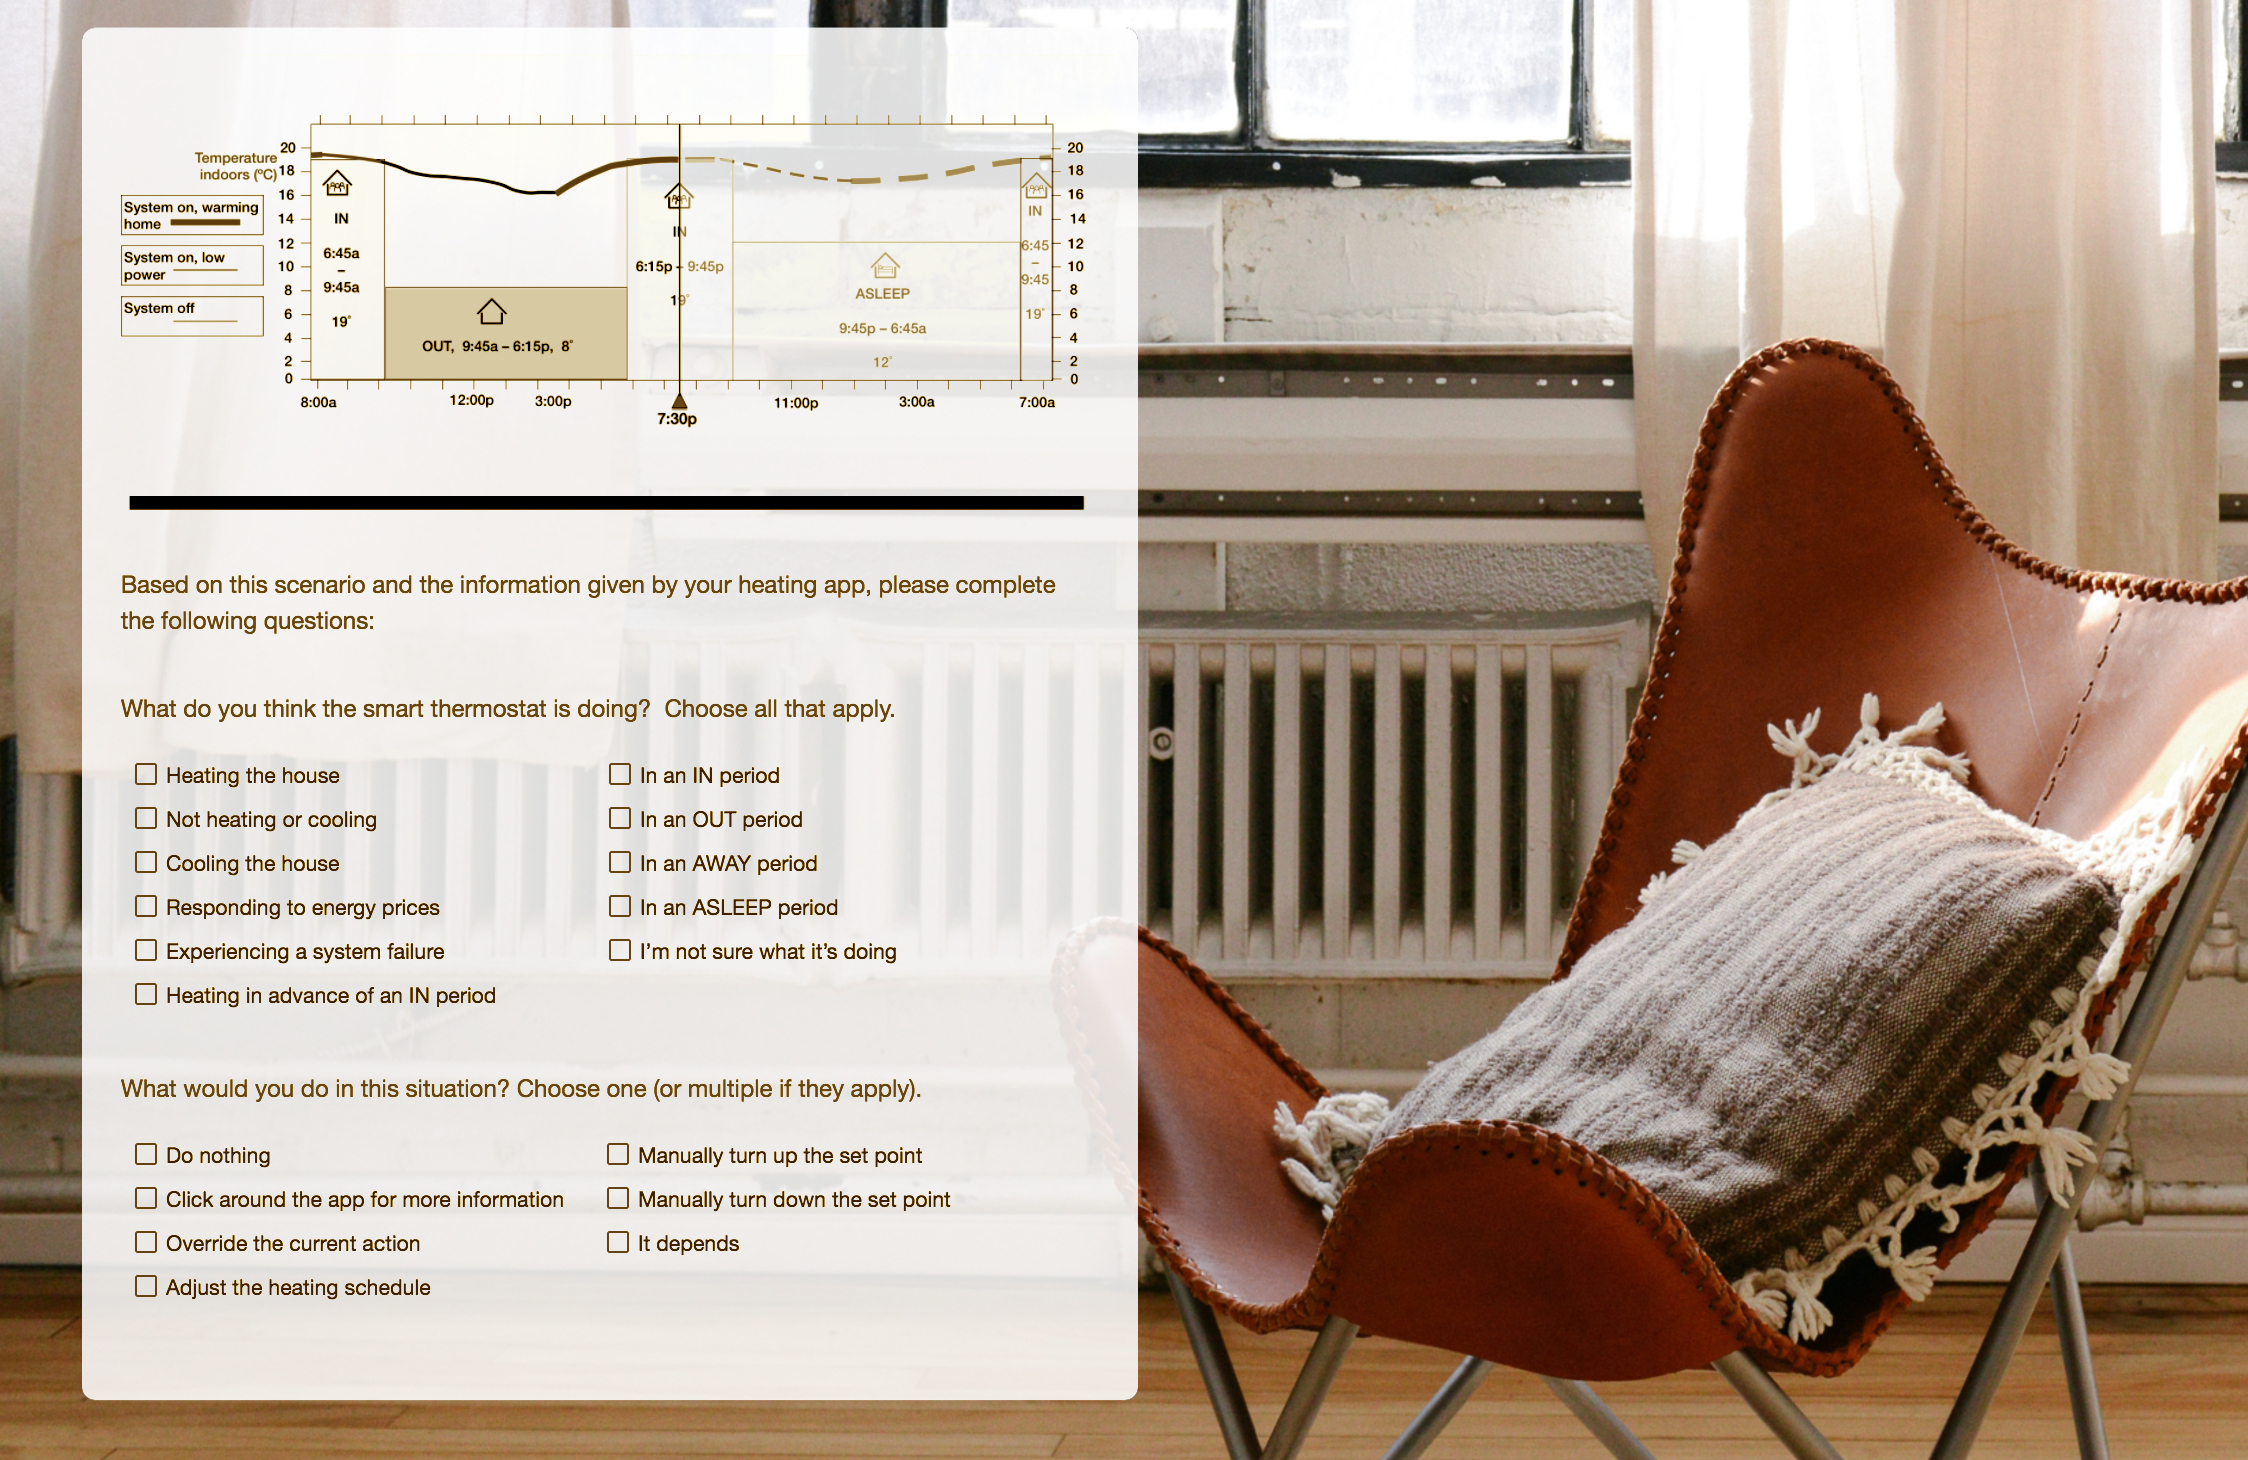 Temperature
indoors (ºC)
20
18
16
14
12
10
8
6
4
2
0
System on, warming
home
System on, low
power
System off
IN
6:45a
–
9:45a
19°
OUT, 9:45a – 6:15p, 8°
IN
6:15p - 9:45p
19°
ASLEEP
9:45p – 6:45a
12°
IN
6:45
–
9:45
19°
20
18
16
14
12
10
8
6
4
2
0
8:00a
12:00p
3:00p
7:30p
11:00p
3:00a
7:00a
Based on this scenario and the information given by your heating app, please complete
the following questions:
What do you think the smart thermostat is doing?  Choose all that apply.
Heating the house
Not heating or cooling
Cooling the house
Responding to energy prices
Experiencing a system failure
Heating in advance of an IN period
In an IN period
In an OUT period
In an AWAY period
In an ASLEEP period
I’m not sure what it’s doing
What would you do in this situation? Choose one (or multiple if they apply).
Do nothing
Click around the app for more information
Override the current action
Adjust the heating schedule
Manually turn up the set point
Manually turn down the set point
It depends